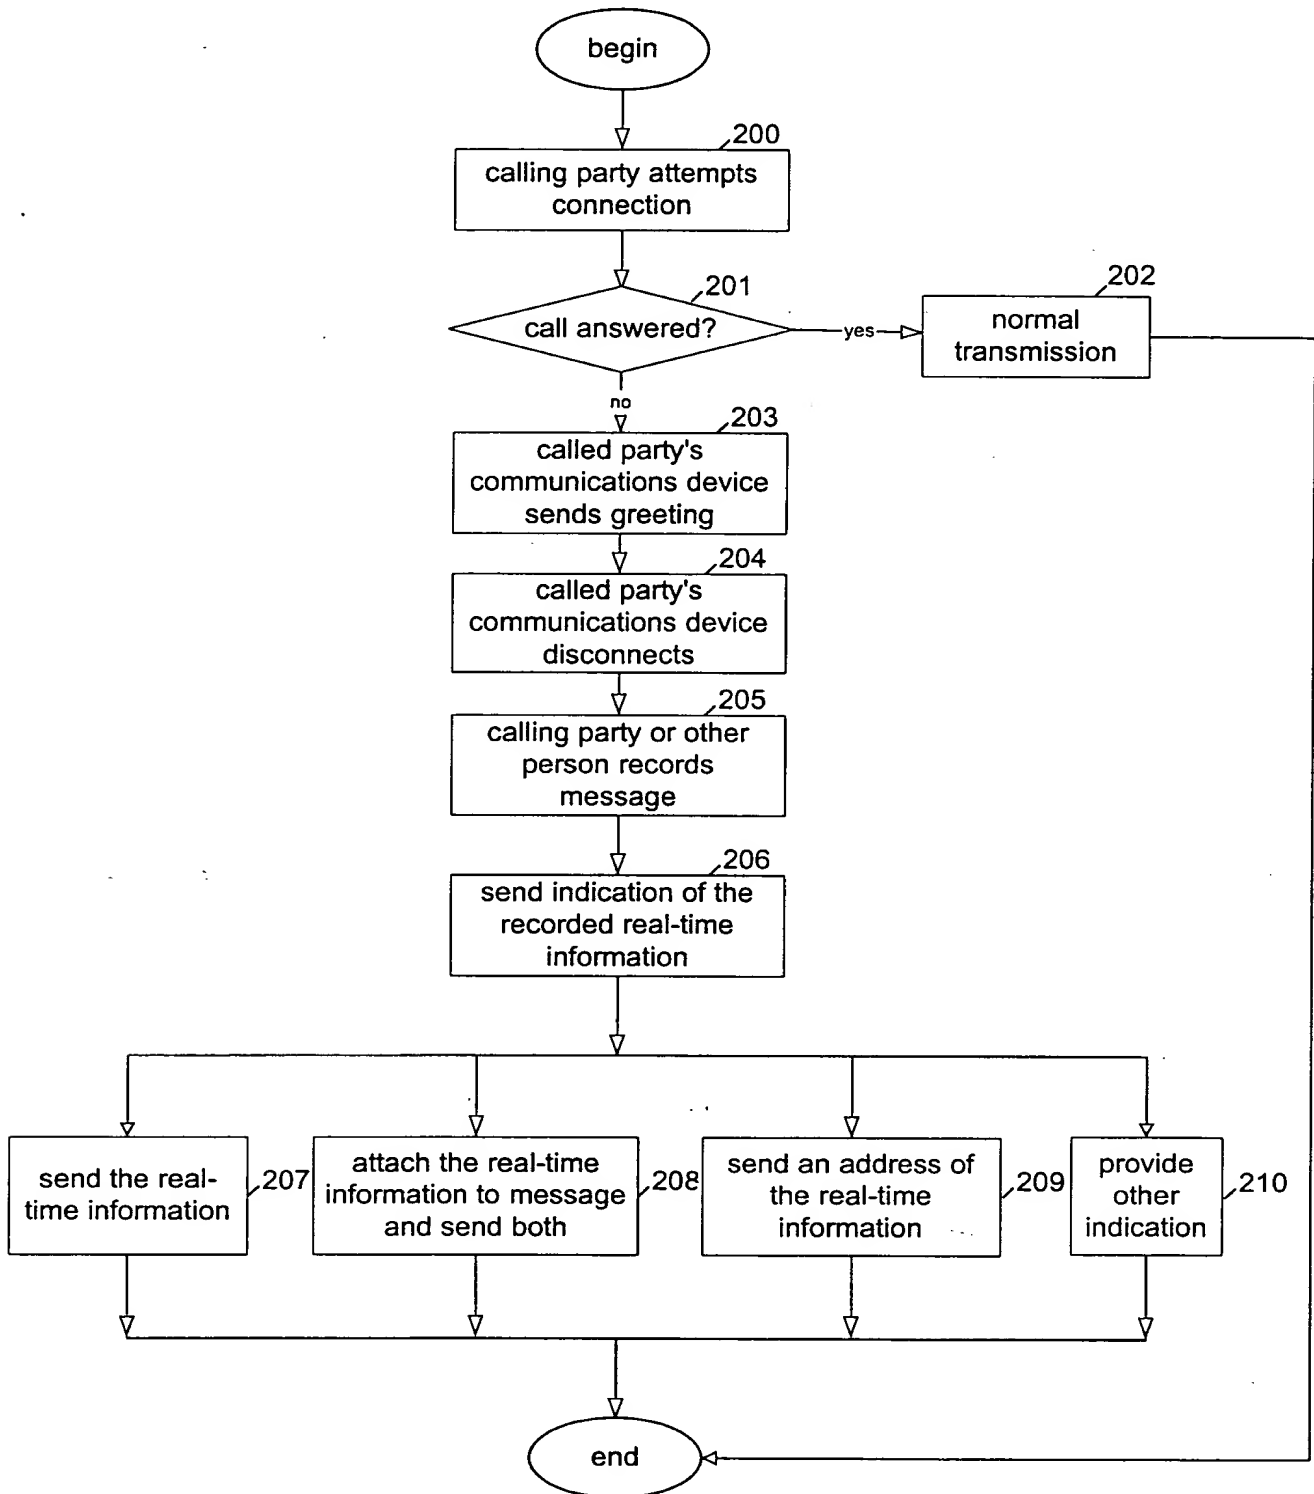 begin
200
calling party attempts
connection
201
call answered?
yes
202
normal
transmission
no
203
called party's
communications device
sends greeting
204
called party's
communications device
disconnects
205
calling party or other
person records
message
206
send indication of the
recorded real-time
information
send the real-
time information
207
attach the real-time
information to message
and send both
208
send an address of
the real-time
information
209
provide
other
indication
210
end